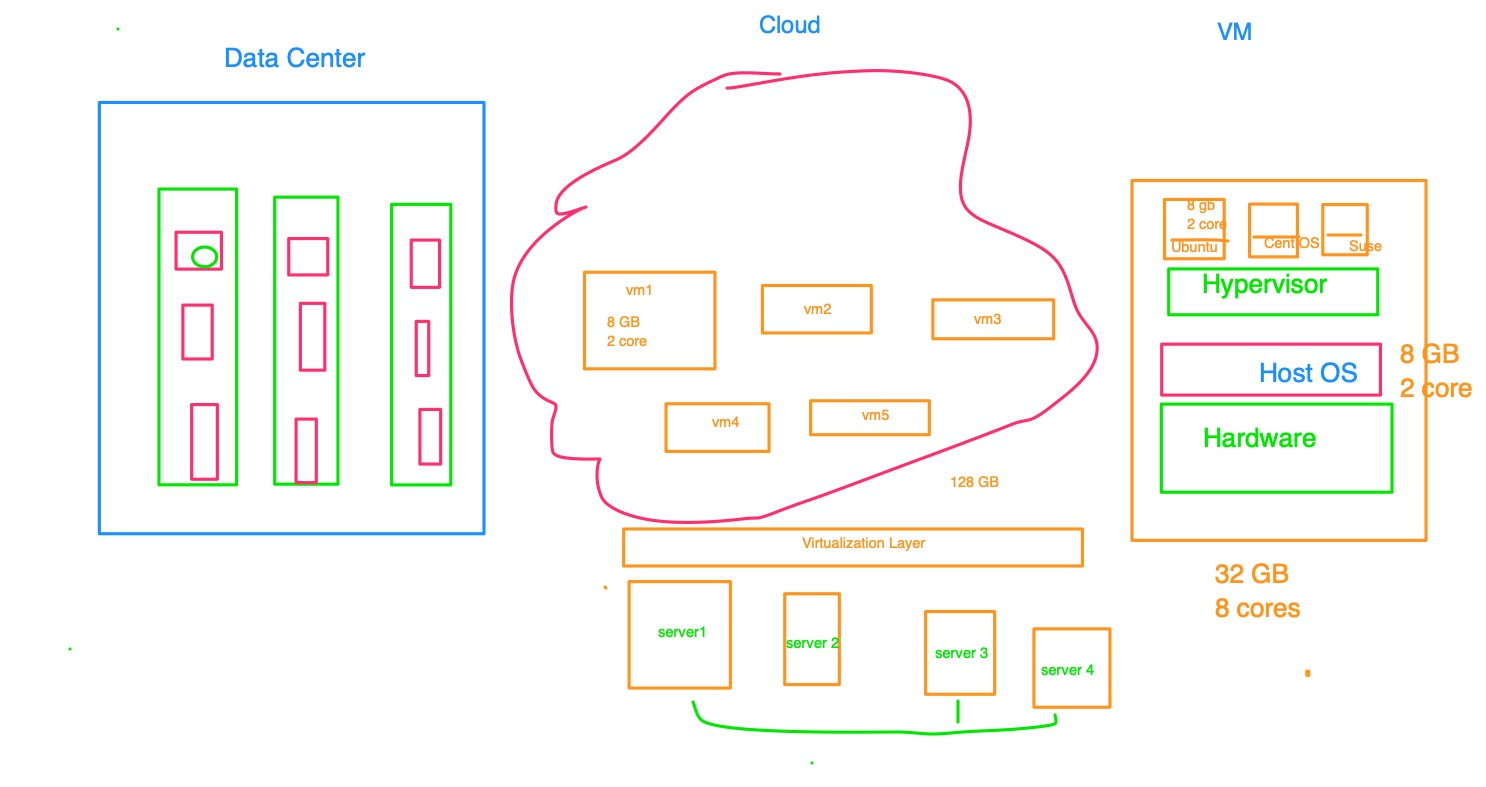 Data Center
Cloud
vm1
8 GB
2 core
vm2
vm3
vm4
vm5
128 GB
Virtualization Layer
server1
server 2
server 3
server 4
VM
8 gb
2 core
Ubuntu
Cent OS
Suse
Hypervisor
Host OS
8 GB
2 core
Hardware
32 GB
8 cores